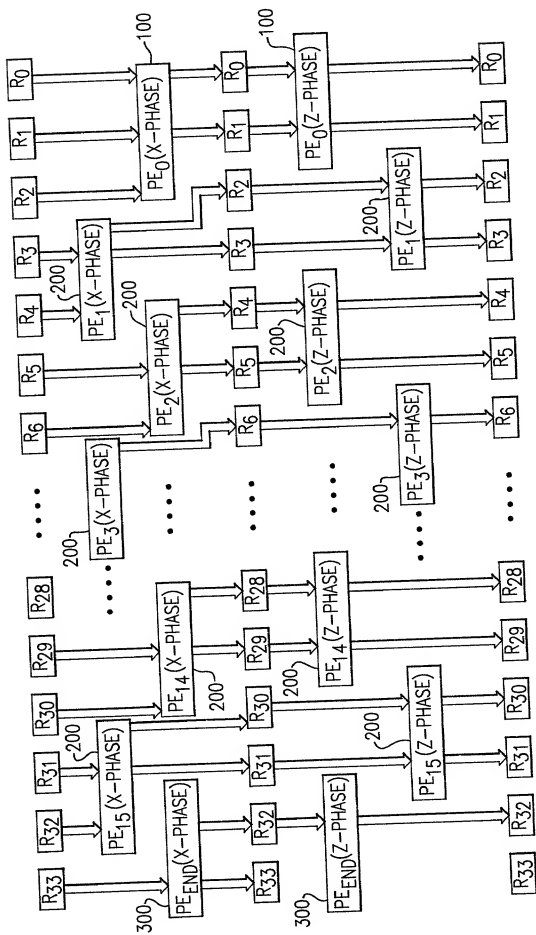 R33 R32 R31 R30 R29 R28 R6 R5 R4 R3 R2 R1 R0
200 200 200
PE15(X-PHASE) PE3(X-PHASE) PE1(X-PHASE)
300 200 200 100
PEEND(X-PHASE) PE14(X-PHASE) PE2(X-PHASE) PE0(X-PHASE)
R33 R32 R31 R30 R29 R28 R6 R5 R4 R3 R2 R1 R0
300 200 200 100
PEEND(Z-PHASE) PE14(Z-PHASE) PE2(Z-PHASE) PE0(Z-PHASE)
200 200 200
PE15(Z-PHASE) PE3(Z-PHASE) PE1(Z-PHASE)
R33 R32 R31 R30 R29 R28 R6 R5 R4 R3 R2 R1 R0